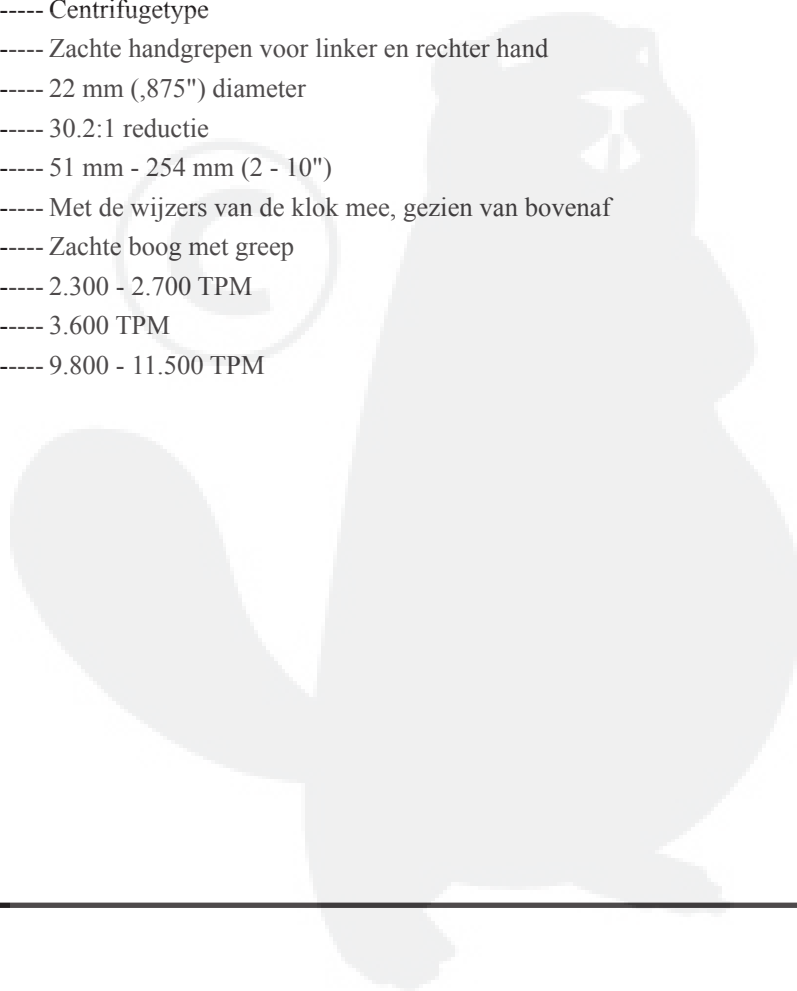 ----- Centrifugetype
----- Zachte handgrepen voor linker en rechter hand
----- 22 mm (,875") diameter
----- 30.2:1 reductie
----- 51 mm - 254 mm (2 - 10")
----- Met de wijzers van de klok mee, gezien van bovenaf
----- Zachte boog met greep
----- 2.300 - 2.700 TPM
----- 3.600 TPM
----- 9.800 - 11.500 TPM
©